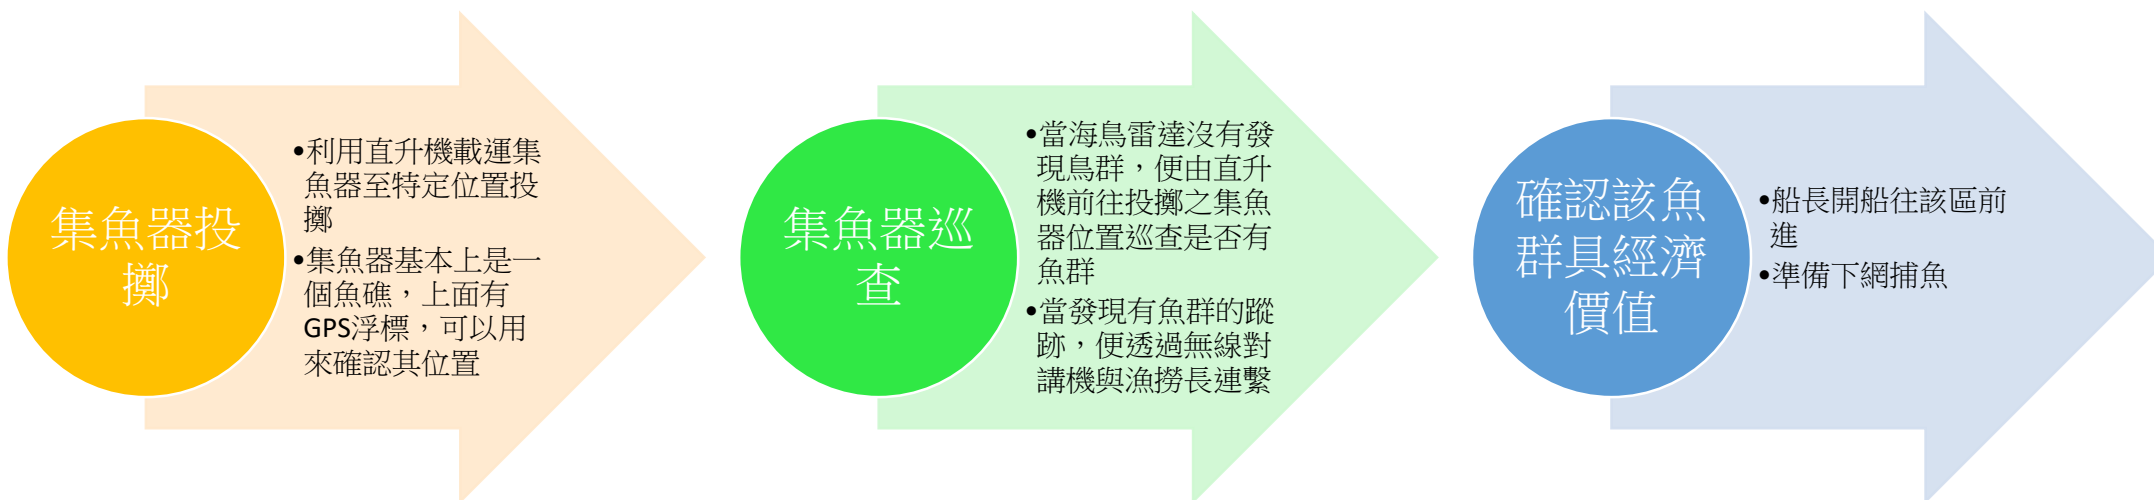 集魚器投
擲
•利用直升機載運集
魚器至特定位置投
擲
•集魚器基本上是一
個魚礁，上面有
GPS浮標，可以用
來確認其位置
集魚器巡
查
•當海鳥雷達沒有發
現鳥群，便由直升
機前往投擲之集魚
器位置巡查是否有
魚群
•當發現有魚群的蹤
跡，便透過無線對
講機與漁撈長連繫
確認該魚
群具經濟
價值
•船長開船往該區前
進
•準備下網捕魚